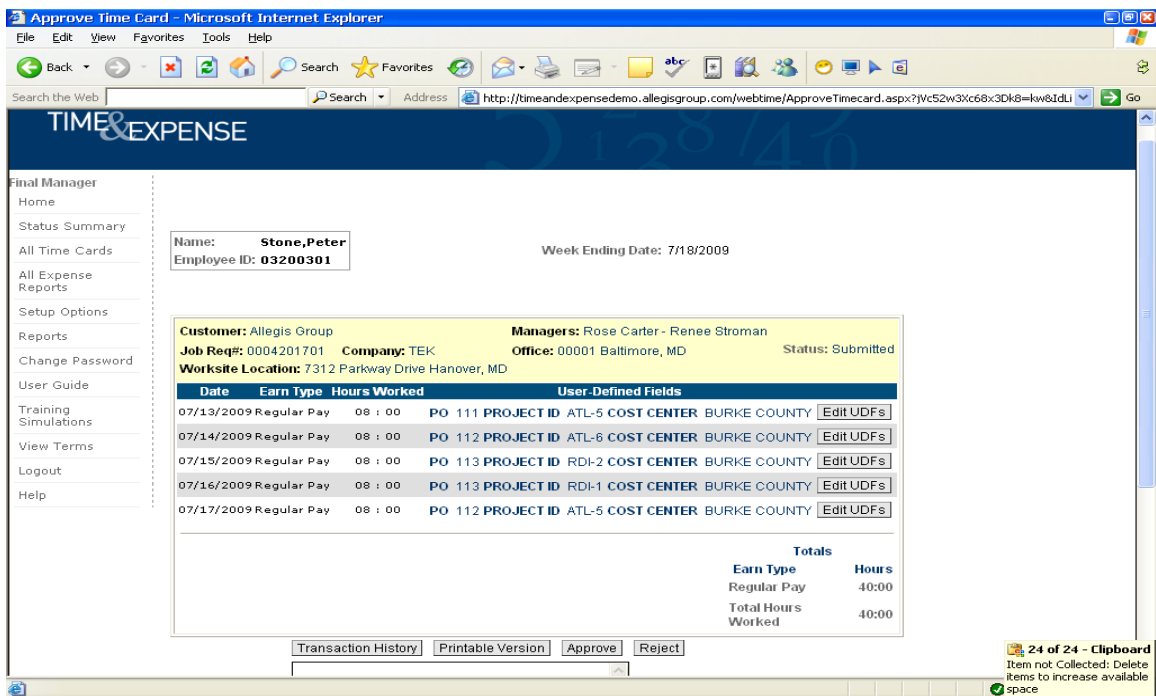 Approve Time Card - Microsoft Internet Explorer
File Edit View Favorites Tools Help
Back Search Favorites
Search the Web Search Address http://timeandexpensedemo.allegisgroup.com/webtime/ApproveTimecard.aspx?jVc52w3Xc68x3Dk8=kw&IdLi Go
TIME&EXPENSE
Final Manager
Home
Status Summary
All Time Cards
All Expense
Reports
Setup Options
Reports
Change Password
User Guide
Training
Simulations
View Terms
Logout
Help
Name: Stone,Peter
Employee ID: 03200301
Week Ending Date: 7/18/2009
Customer: Allegis Group Managers: Rose Carter - Renee Stroman
Job Req#: 0004201701 Company: TEK Office: 00001 Baltimore, MD Status: Submitted
Worksite Location: 7312 Parkway Drive Hanover, MD
Date Earn Type Hours Worked User-Defined Fields
07/13/2009 Regular Pay 08 : 00 PO 111 PROJECT ID ATL-5 COST CENTER BURKE COUNTY Edit UDFs
07/14/2009 Regular Pay 08 : 00 PO 112 PROJECT ID ATL-6 COST CENTER BURKE COUNTY Edit UDFs
07/15/2009 Regular Pay 08 : 00 PO 113 PROJECT ID RDI-2 COST CENTER BURKE COUNTY Edit UDFs
07/16/2009 Regular Pay 08 : 00 PO 113 PROJECT ID RDI-1 COST CENTER BURKE COUNTY Edit UDFs
07/17/2009 Regular Pay 08 : 00 PO 112 PROJECT ID ATL-5 COST CENTER BURKE COUNTY Edit UDFs
Totals
Earn Type Hours
Regular Pay 40:00
Total Hours
Worked 40:00
Transaction History Printable Version Approve Reject
24 of 24 - Clipboard
Item not Collected: Delete
items to increase available
space